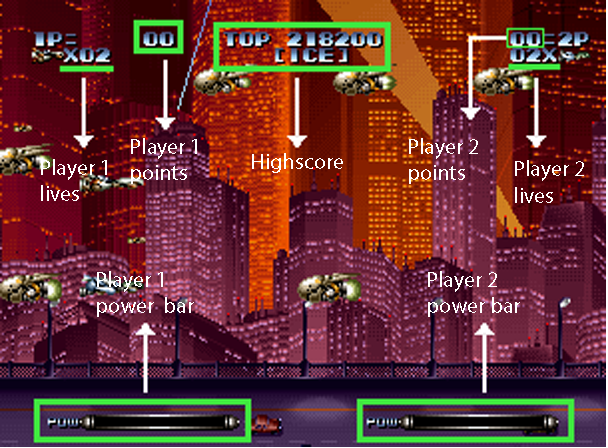 1P= 00 TOP 218200 00=2P
X02 [ICE] 02X
Player 1
lives
Player 1
points
Highscore
Player 2
points
Player 2
lives
Player 1
power bar
Player 2
power bar
POW POW